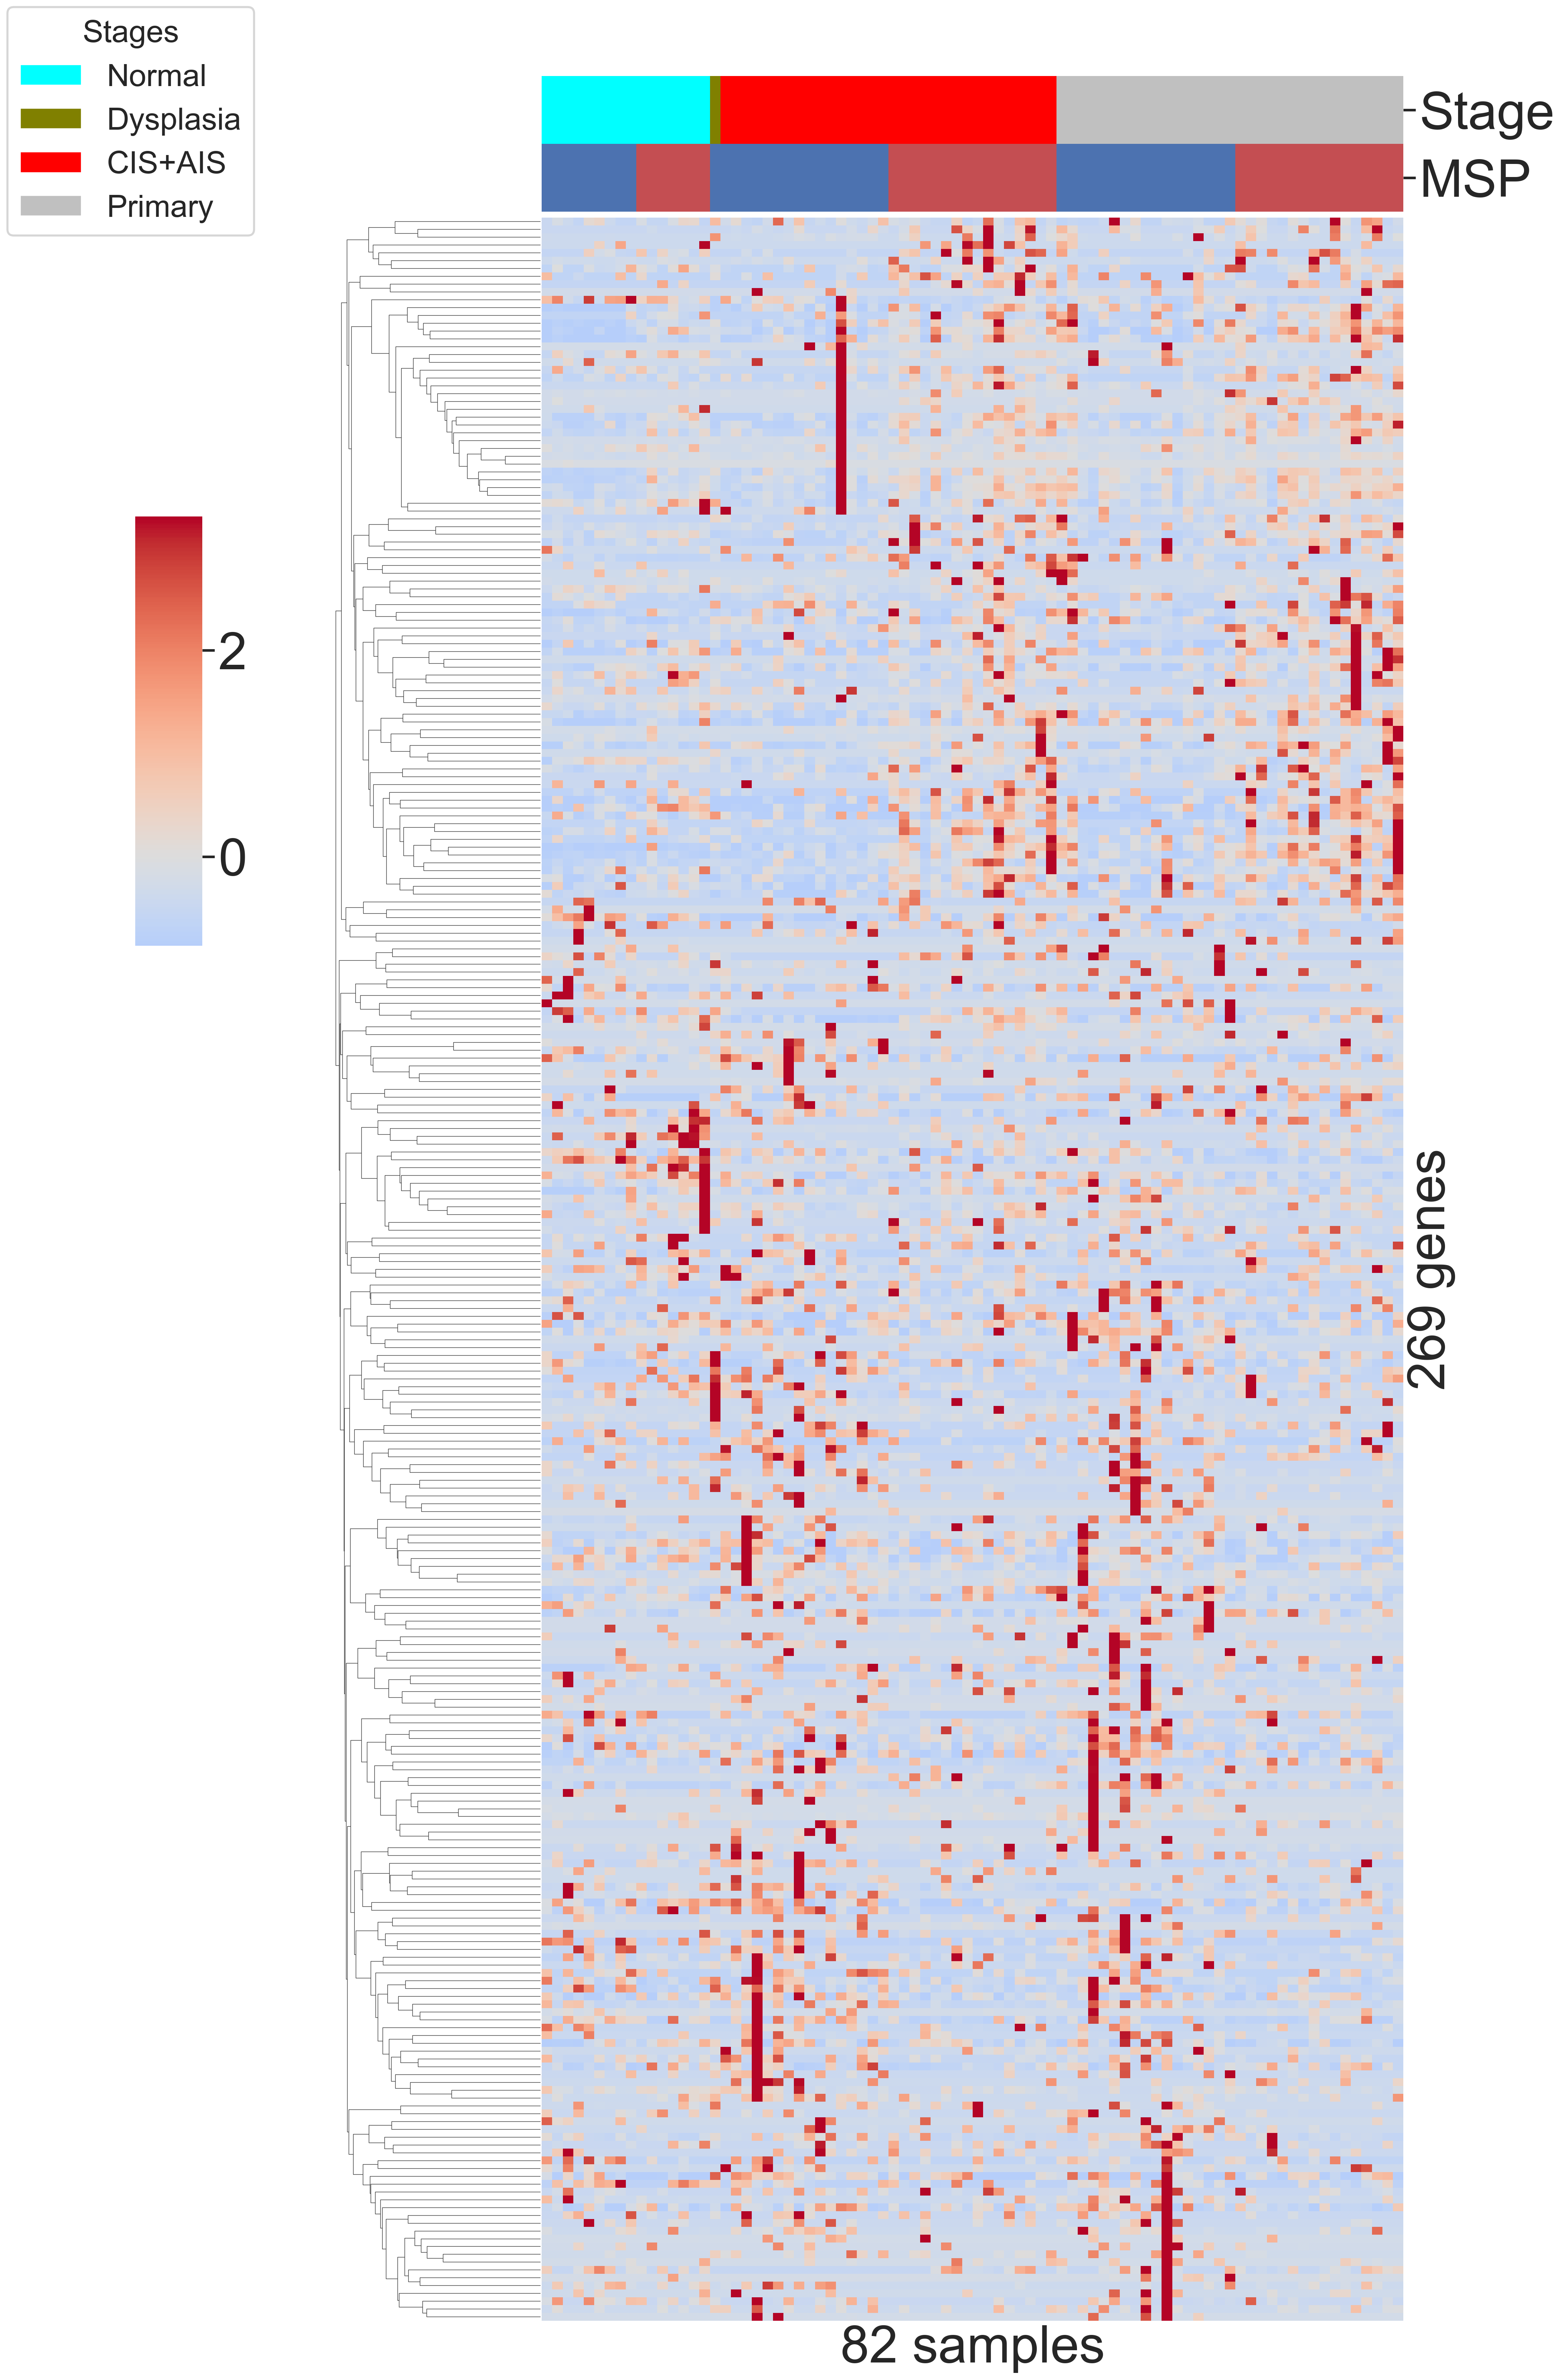 Stages
Normal
Dysplasia
CIS+AIS
Primary
Stage
MSP
2
0
269 genes
82 samples